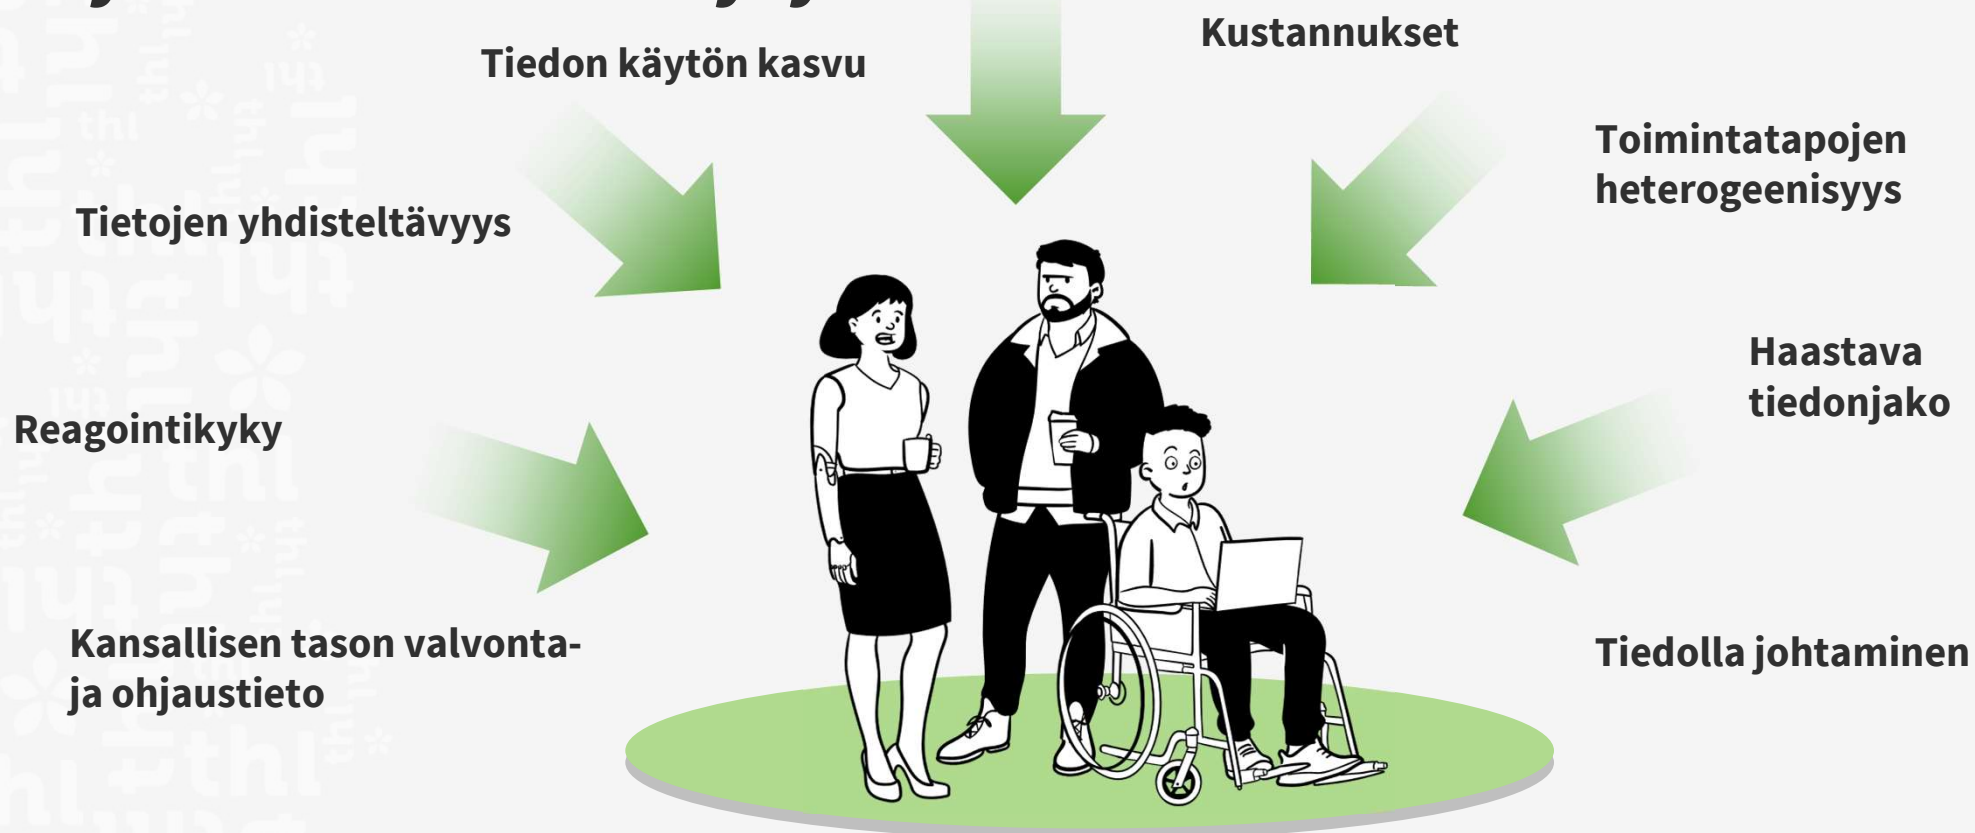 Kustannukset
Tiedon käytön kasvu
Toimintatapojen
heterogeenisyys
Tietojen yhdisteltävyys
Haastava
tiedonjako
Reagointikyky
Kansallisen tason valvonta-
ja ohjaustieto
Tiedolla johtaminen